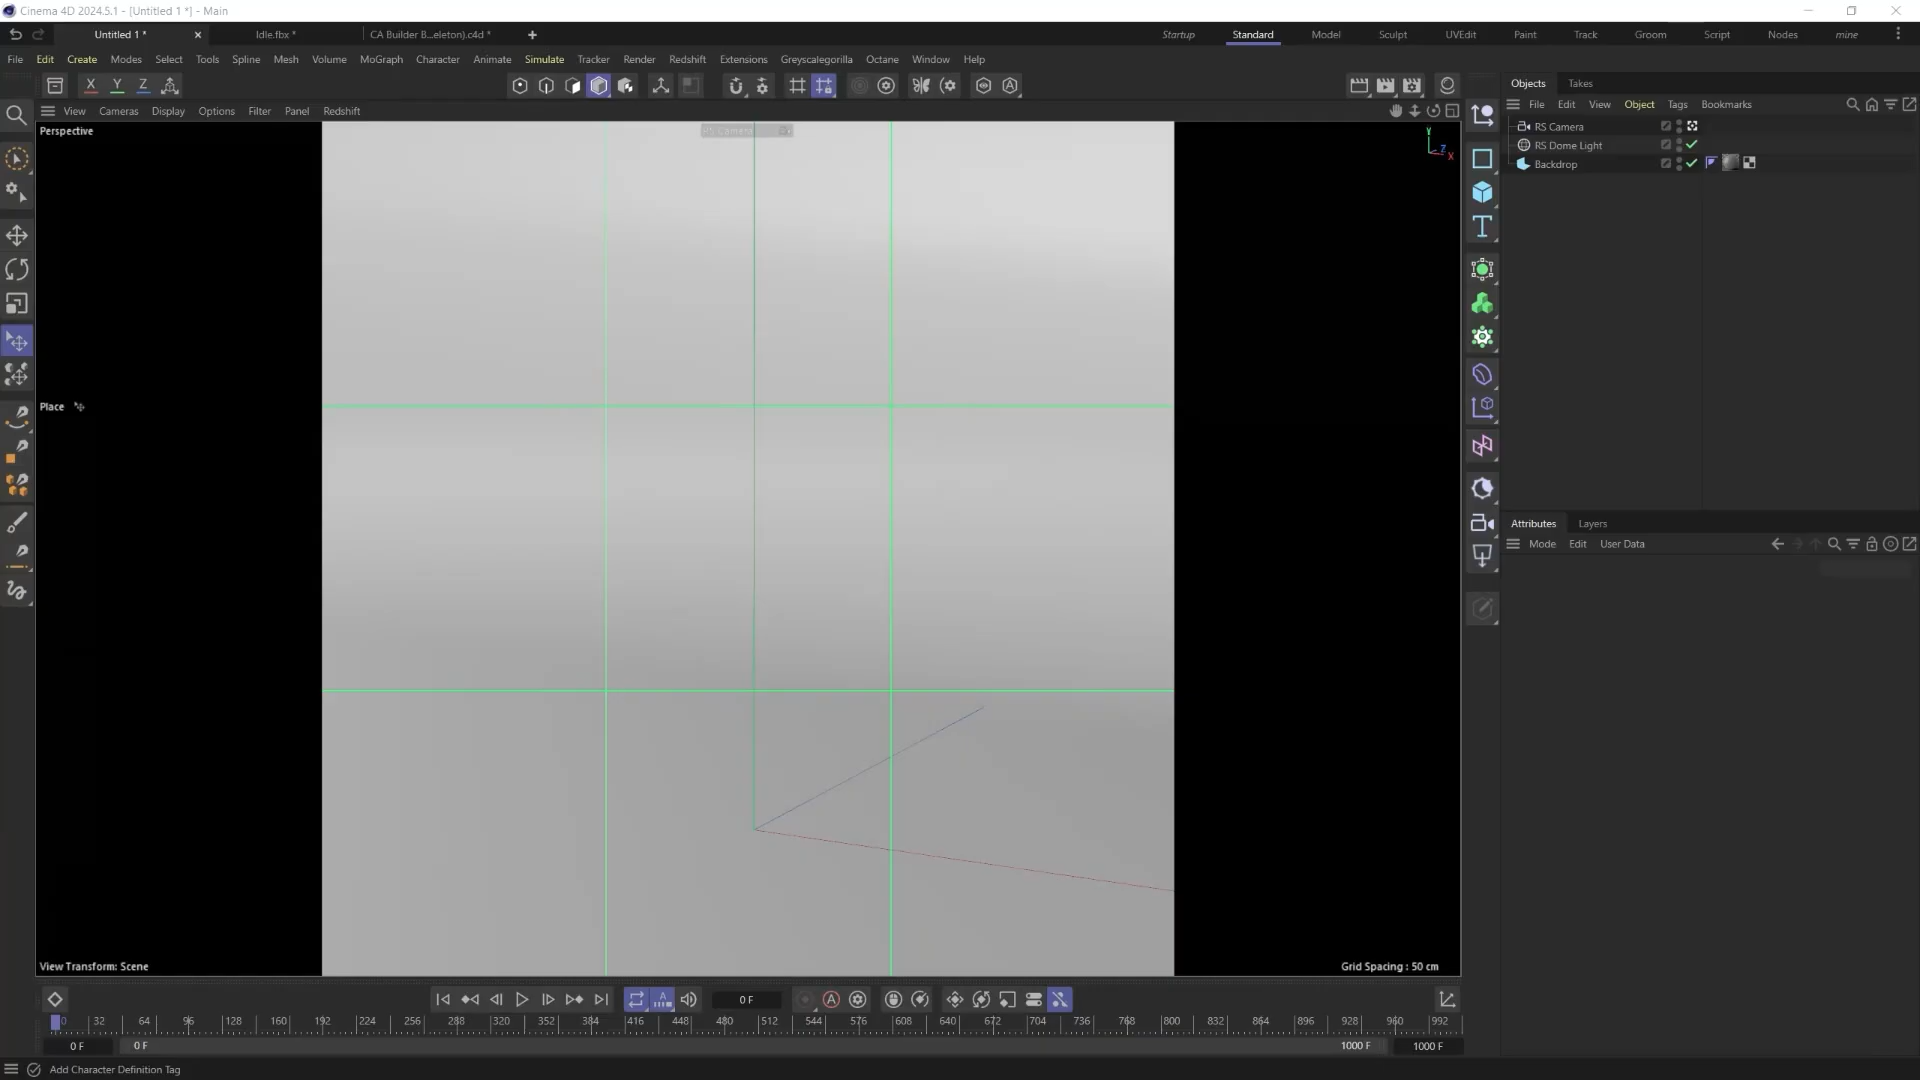 Cinema 4D 2024.5.1 - [Untitled 1 *] - Main
Untitled 1 *
Idle.fbx *
CA Builder B...eleton).c4d *
Startup
Standard
Model
Sculpt
UVEdit
Paint
Track
Groom
Script
Nodes
mine
File
Edit
Create
Modes
Select
Tools
Spline
Mesh
Volume
MoGraph
Character
Animate
Simulate
Tracker
Render
Redshift
Extensions
Greyscalegorilla
Octane
Window
Help
X
Y
Z
View
Cameras
Display
Options
Filter
Panel
Redshift
Perspective
RS Camera
Y
Z
X
Place
View Transform: Scene
Grid Spacing : 50 cm
Objects
Takes
File
Edit
View
Object
Tags
Bookmarks
RS Camera
RS Dome Light
Backdrop
Attributes
Layers
Mode
Edit
User Data
0 F
0 32 64 96 128 160 192 224 256 288 320 352 384 416 448 480 512 544 576 608 640 672 704 736 768 800 832 864 896 928 960 992
0 F
0 F
1000 F
1000 F
Add Character Definition Tag